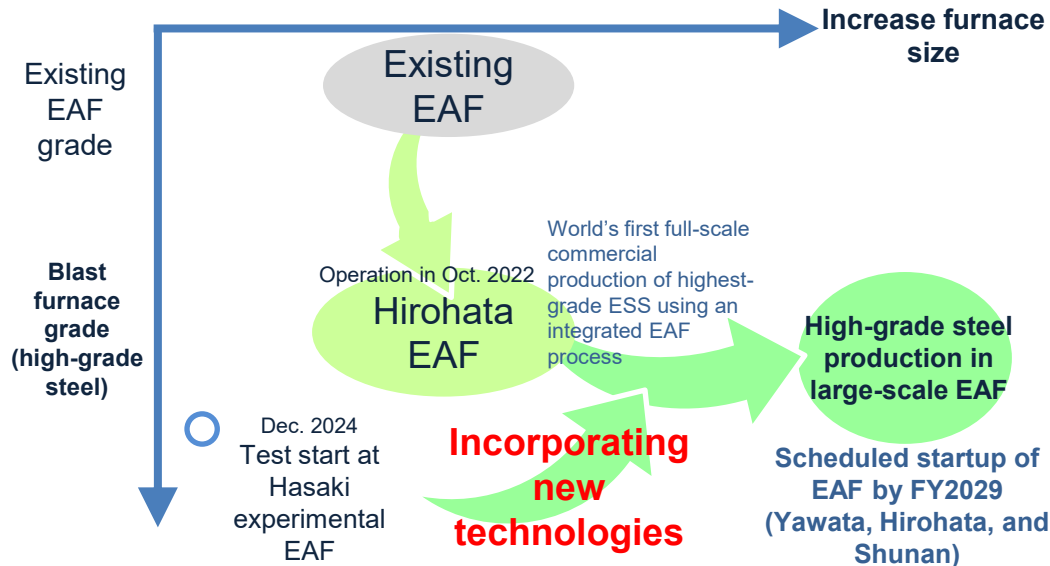 Increase furnace
size
Existing
EAF
grade
Existing
EAF
Blast
furnace
grade
(high-grade
steel)
Operation in Oct. 2022
Hirohata
EAF
World's first full-scale
commercial
production of highest-
grade ESS using an
integrated EAF
process
High-grade steel
production in
large-scale EAF
Dec. 2024
Test start at
Hasaki
experimental
EAF
Incorporating
new
technologies
Scheduled startup of
EAF by FY2029
(Yawata, Hirohata, and
Shunan)